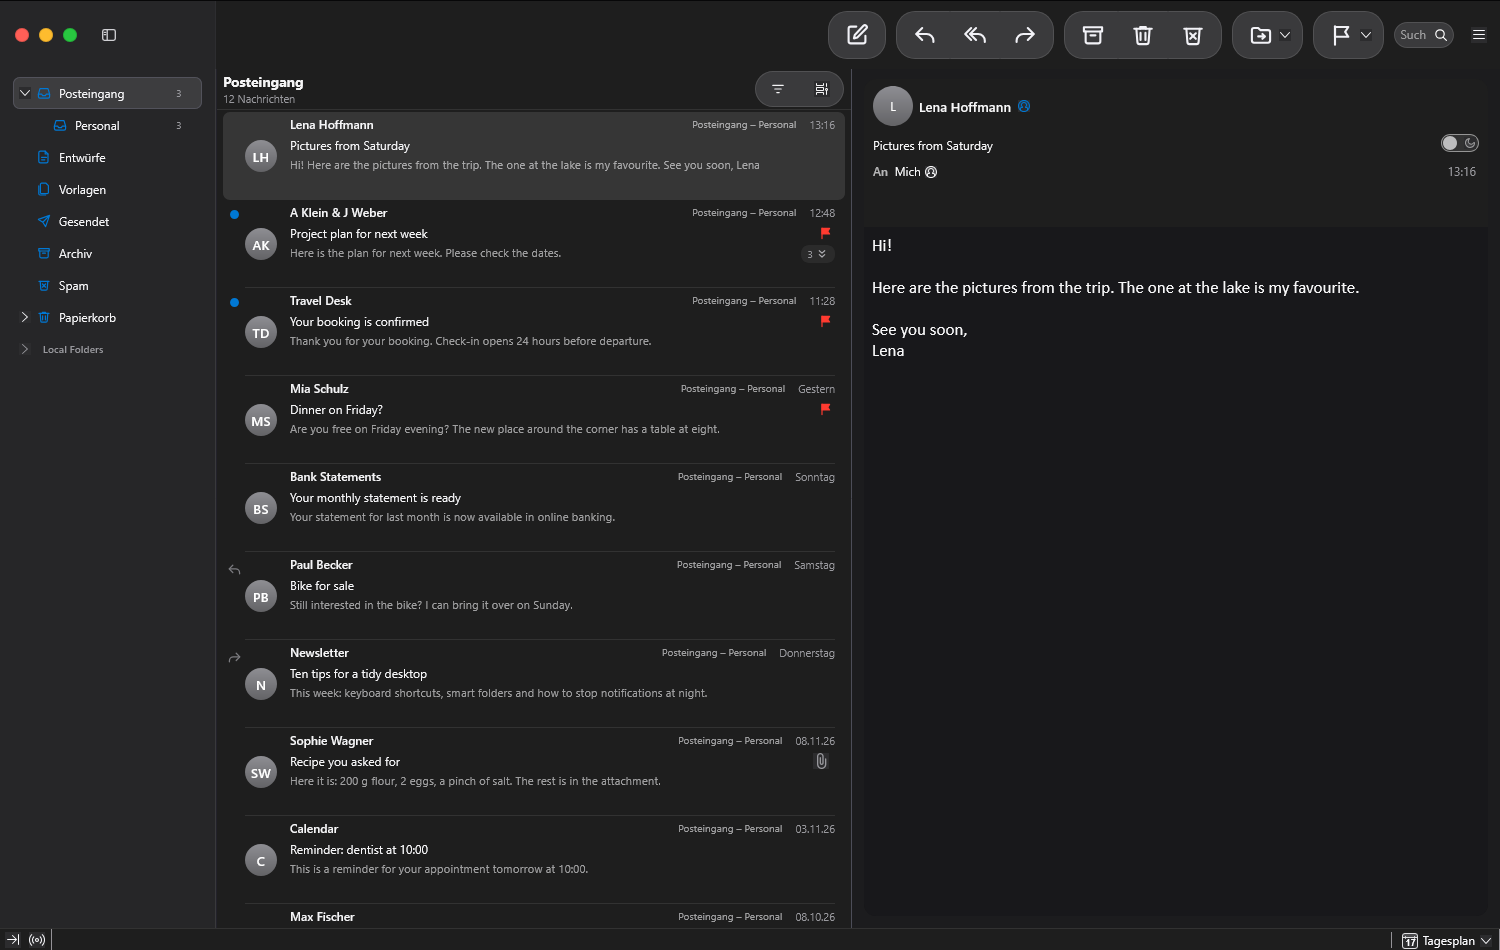 Such
Posteingang 3
Personal 3
Entwürfe
Vorlagen
Gesendet
Archiv
Spam
Papierkorb
Local Folders
Posteingang
12 Nachrichten
LH
Lena Hoffmann Posteingang – Personal 13:16
Pictures from Saturday
Hi! Here are the pictures from the trip. The one at the lake is my favourite. See you soon, Lena
AK
A Klein & J Weber Posteingang – Personal 12:48
Project plan for next week
Here is the plan for next week. Please check the dates. 3
TD
Travel Desk Posteingang – Personal 11:28
Your booking is confirmed
Thank you for your booking. Check-in opens 24 hours before departure.
MS
Mia Schulz Posteingang – Personal Gestern
Dinner on Friday?
Are you free on Friday evening? The new place around the corner has a table at eight.
BS
Bank Statements Posteingang – Personal Sonntag
Your monthly statement is ready
Your statement for last month is now available in online banking.
PB
Paul Becker Posteingang – Personal Samstag
Bike for sale
Still interested in the bike? I can bring it over on Sunday.
N
Newsletter Posteingang – Personal Donnerstag
Ten tips for a tidy desktop
This week: keyboard shortcuts, smart folders and how to stop notifications at night.
SW
Sophie Wagner Posteingang – Personal 08.11.26
Recipe you asked for
Here it is: 200 g flour, 2 eggs, a pinch of salt. The rest is in the attachment.
C
Calendar Posteingang – Personal 03.11.26
Reminder: dentist at 10:00
This is a reminder for your appointment tomorrow at 10:00.
Max Fischer Posteingang – Personal 08.10.26
L
Lena Hoffmann
Pictures from Saturday
An Mich 13:16
Hi!
Here are the pictures from the trip. The one at the lake is my favourite.
See you soon,
Lena
17 Tagesplan